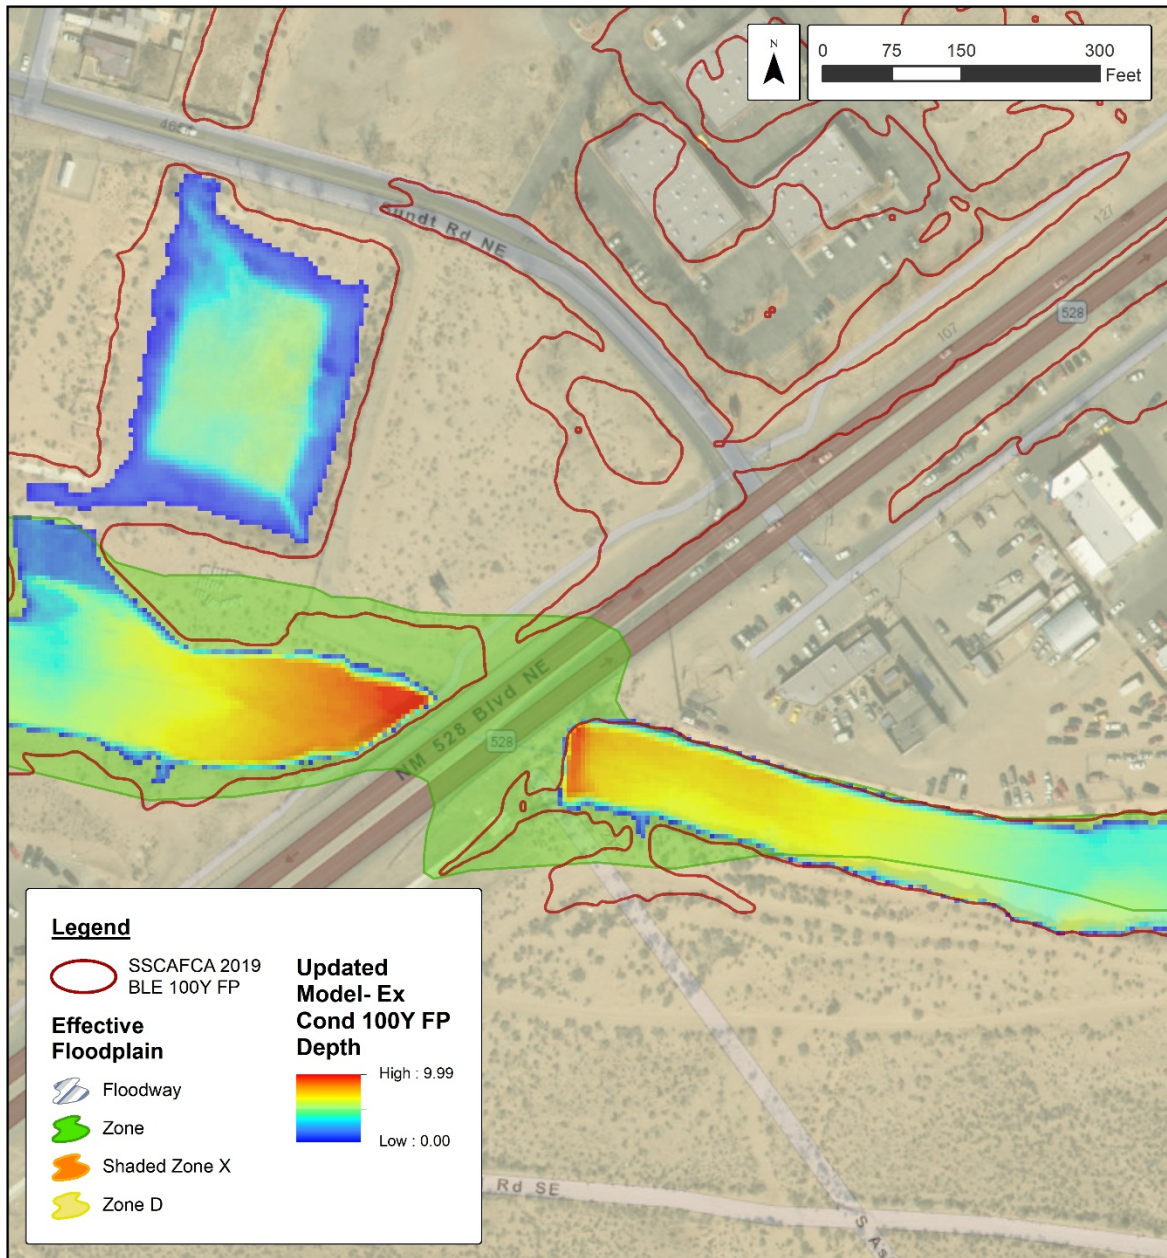 N
0 75 150 300
Feet
undt Rd NE
127
107
528
NM 528 Blvd NE
528
Legend
SSCAFCA 2019
BLE 100Y FP
Effective
Floodplain
Floodway
Zone
Shaded Zone X
Zone D
Updated
Model- Ex
Cond 100Y FP
Depth
High : 9.99
Low : 0.00
Rd SE
S As